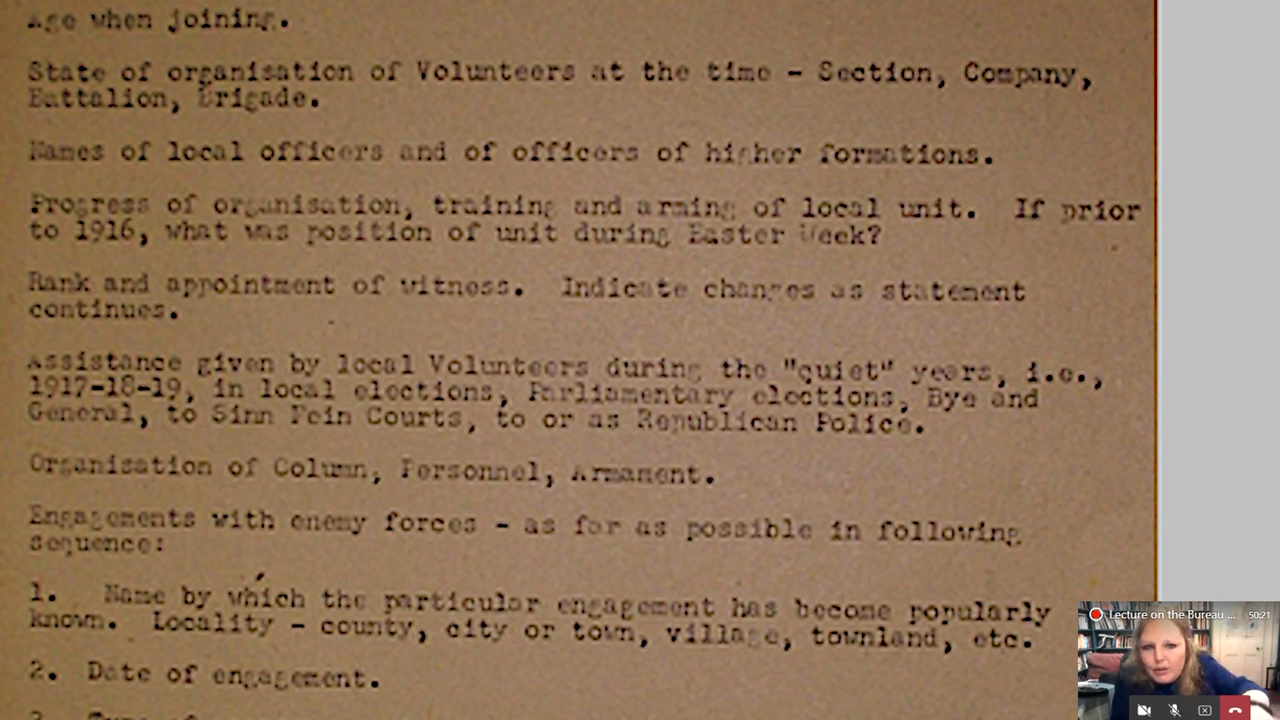 Age when joining.
State of organisation of Volunteers at the time - Section, Company,
Battalion, Brigade.
Names of local officers and of officers of higher formations.
Progress of organisation, training and arming of local unit. If prior
to 1916, what was position of unit during Easter Week?
Rank and appointment of witness. Indicate changes as statement
continues.
Assistance given by local Volunteers during the "quiet" years, i.e.,
1917-18-19, in local elections, Parliamentary elections, Bye and
General, to Sinn Fein Courts, to or as Republican Police.
Organisation of Column, Personnel, Armament.
Engagements with enemy forces - as far as possible in following
sequence:
1. Name by which the particular engagement has become popularly
known. Locality - county, city or town, village, townland, etc.
2. Date of engagement.
Lecture on the Bureau ... 50:21